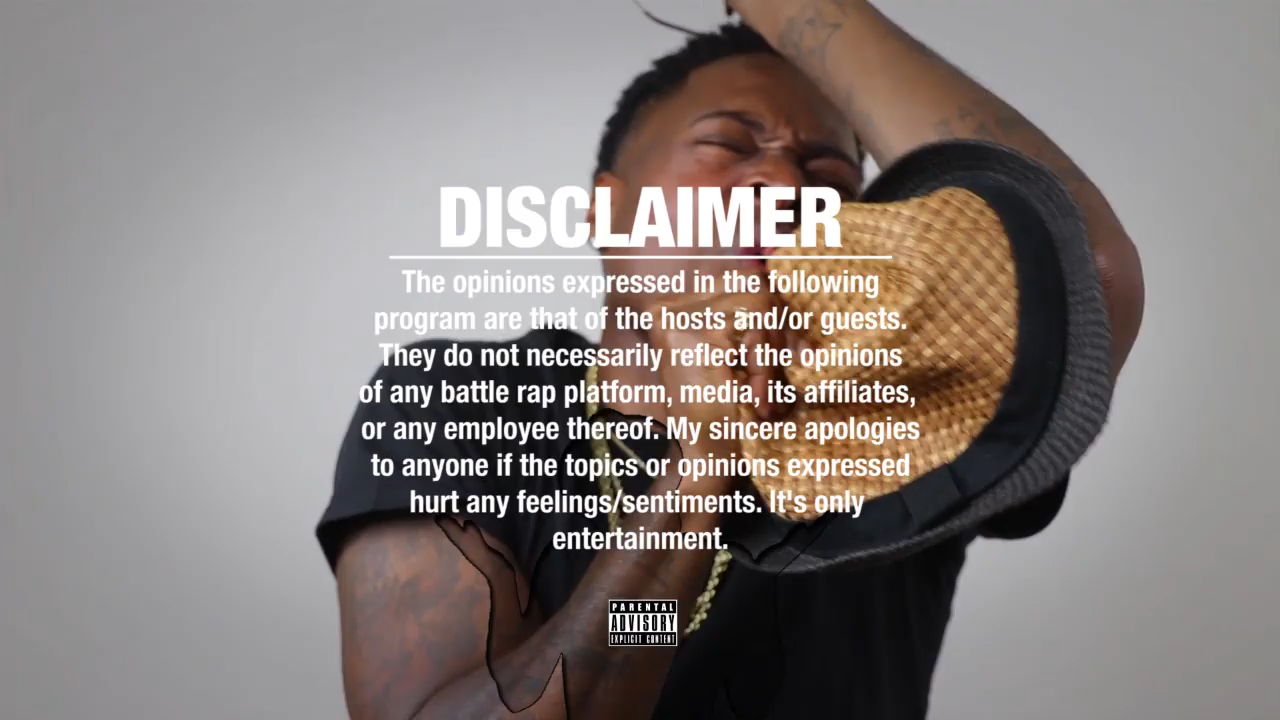 DISCLAIMER
The opinions expressed in the following
program are that of the hosts and/or guests.
They do not necessarily reflect the opinions
of any battle rap platform, media, its affiliates,
or any employee thereof. My sincere apologies
to anyone if the topics or opinions expressed
hurt any feelings/sentiments. It's only
entertainment.
PARENTAL
ADVISORY
EXPLICIT CONTENT